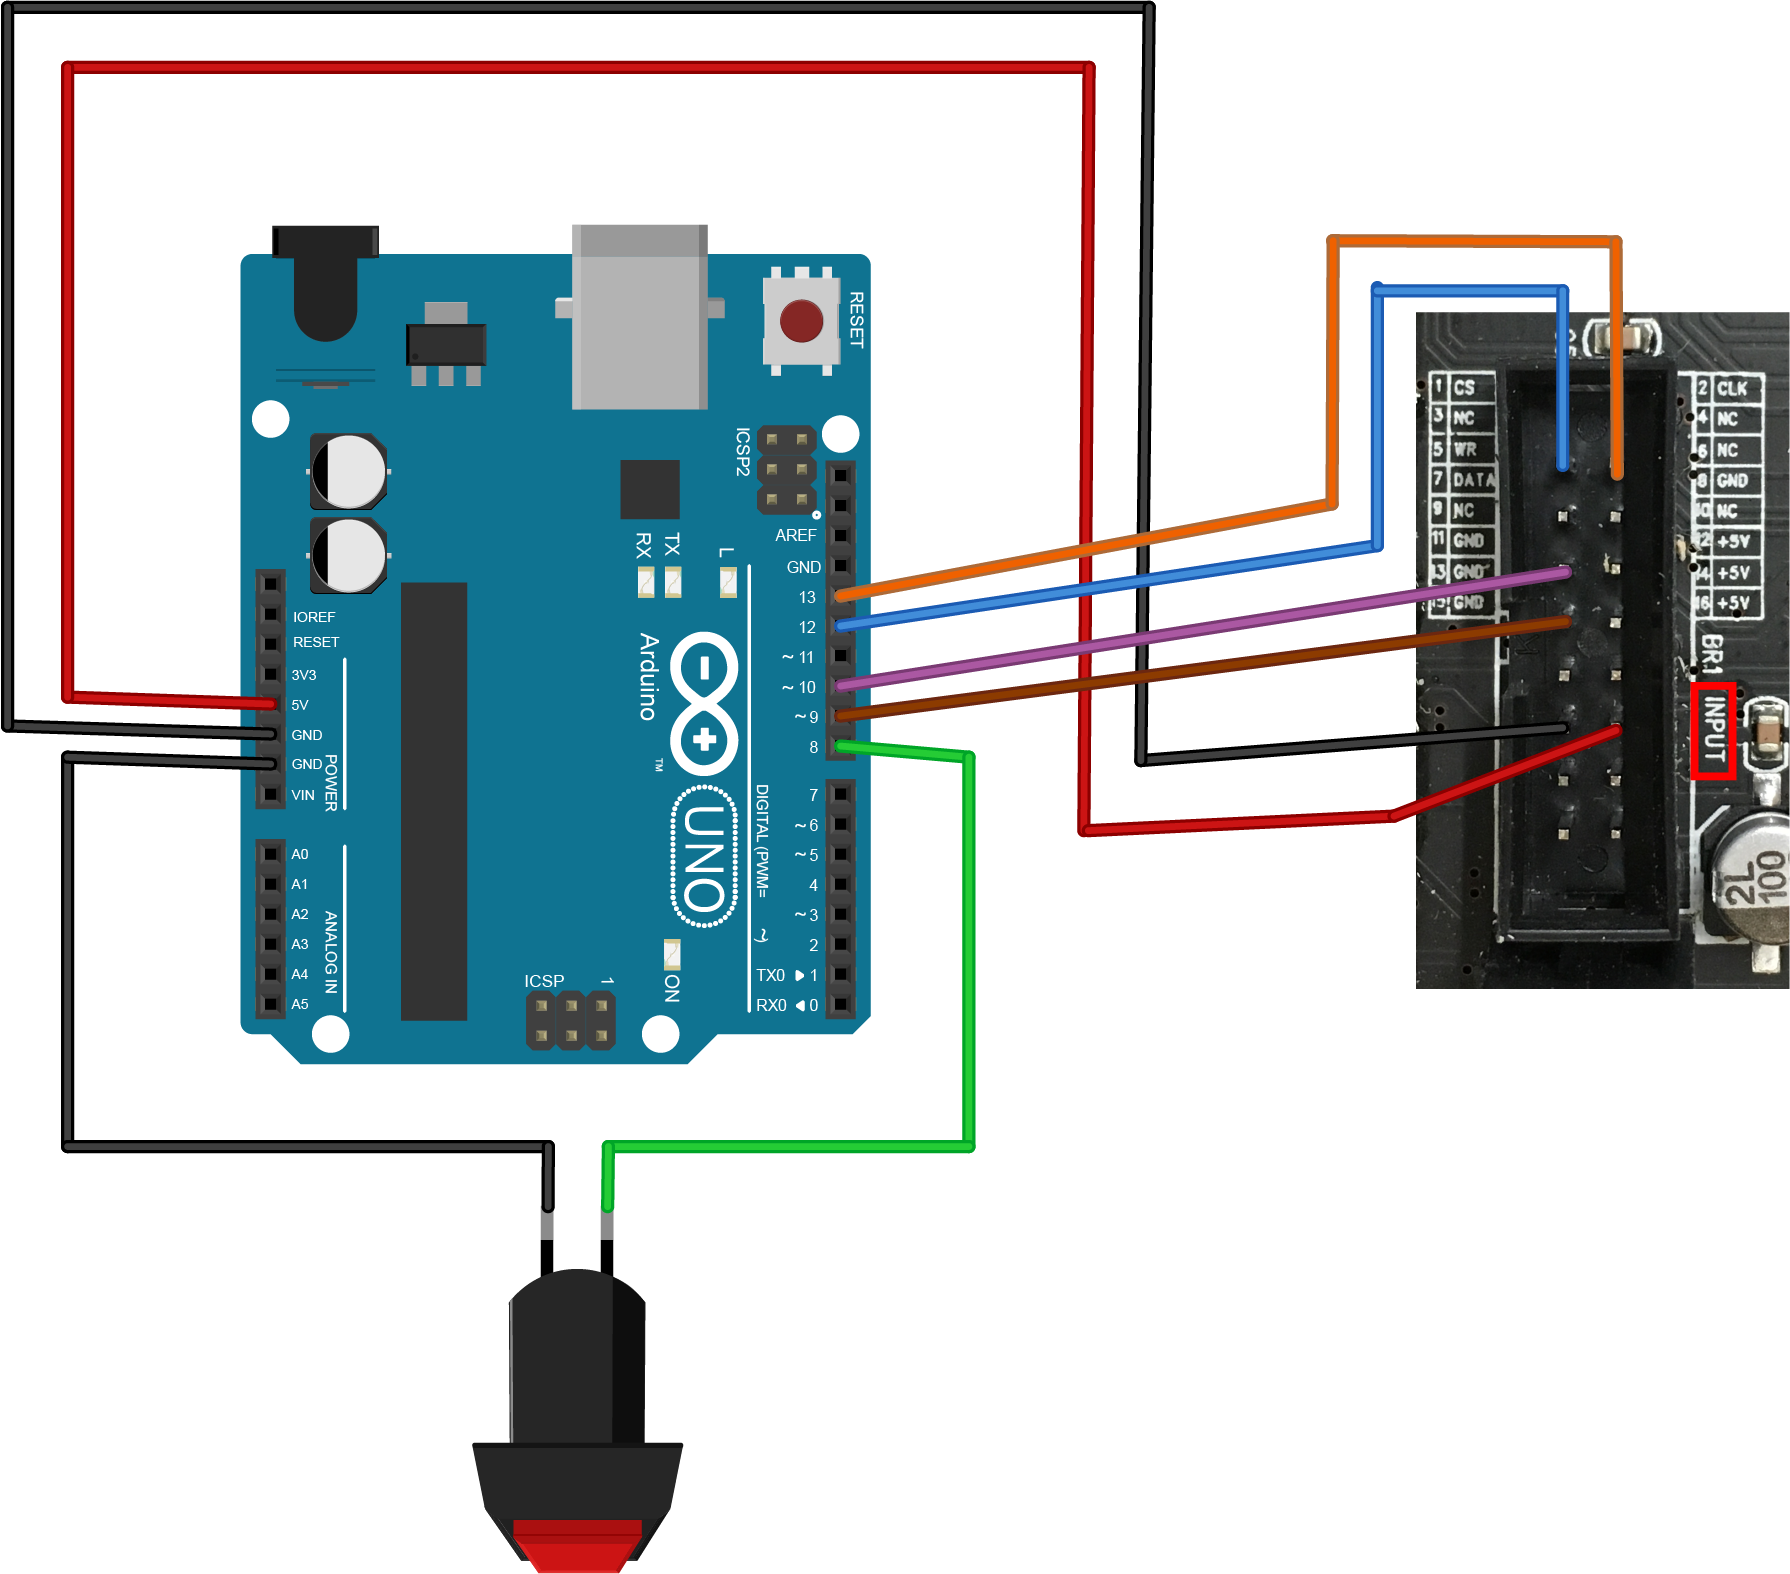 RESET
ICSP2
AREF
GND
13
12
~ 11
~ 10
~ 9
8
RX
TX
L
IOREF
RESET
3V3
5V
GND
GND
VIN
POWER
Arduino
TM
UNO
DIGITAL (PWM= ~)
7
~ 6
~ 5
4
~ 3
2
TX0 ▶ 1
RX0 ◀ 0
A0
A1
A2
A3
A4
A5
ANALOG IN
ICSP
1
ON
1 CS
3 NC
5 WR
7 DATA
9 NC
11 GND
13 GND
15 GND
2 CLK
4 NC
6 NC
8 GND
10 NC
12 +5V
14 +5V
16 +5V
BR1
INPUT
2L
100